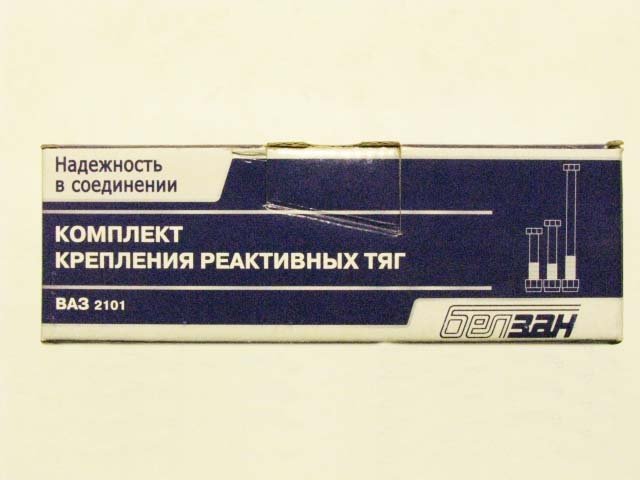 Надежность
в соединении
КОМПЛЕКТ
КРЕПЛЕНИЯ РЕАКТИВНЫХ ТЯГ
ВАЗ 2101
белзан